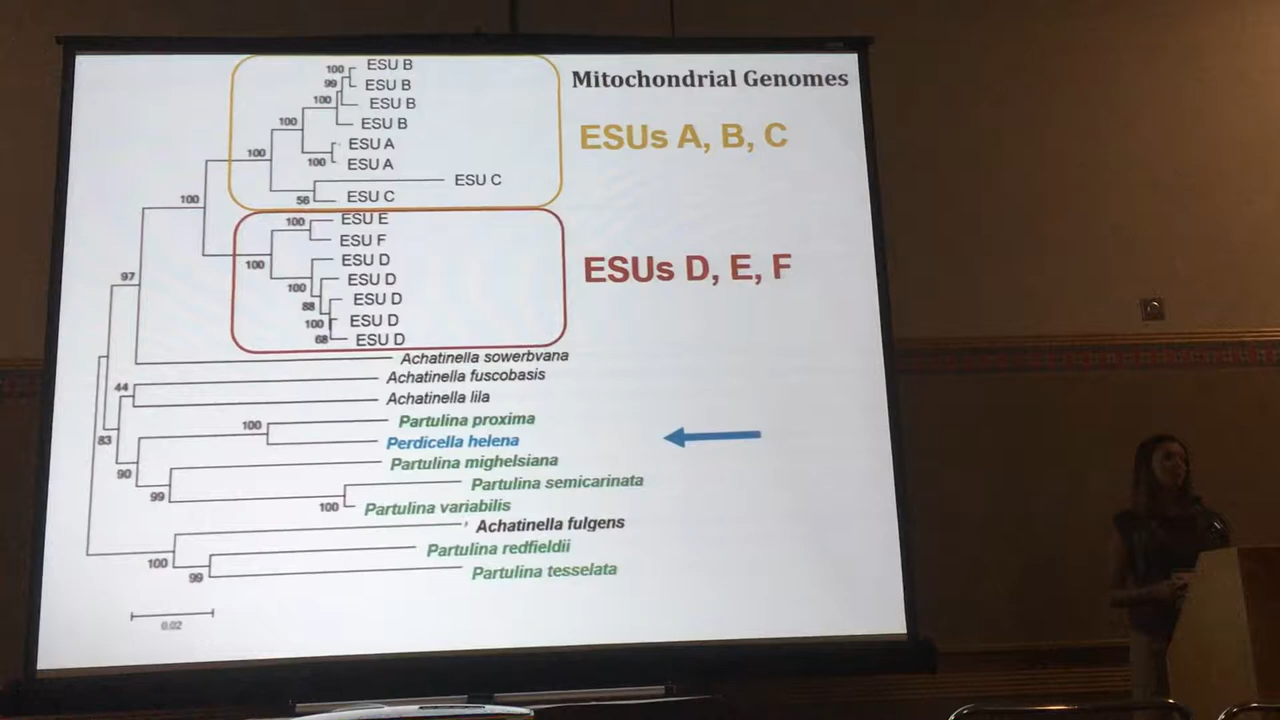 Mitochondrial Genomes
ESUs A, B, C
ESUs D, E, F
100 ESU B
99 ESU B
100 ESU B
ESU B
100
ESU A
100 ESU A
100
ESU C
56 ESU C
100
100 ESU E
ESU F
100
ESU D
100 ESU D
88 ESU D
100 ESU D
68 ESU D
97
Achatinella sowerbvana
44 Achatinella fuscobasis
Achatinella lila
83
100 Partulina proxima
Perdicella helena
90
Partulina mighelsiana
99
Partulina semicarinata
100 Partulina variabilis
Achatinella fulgens
100
Partulina redfieldii
99
Partulina tesselata
0.02